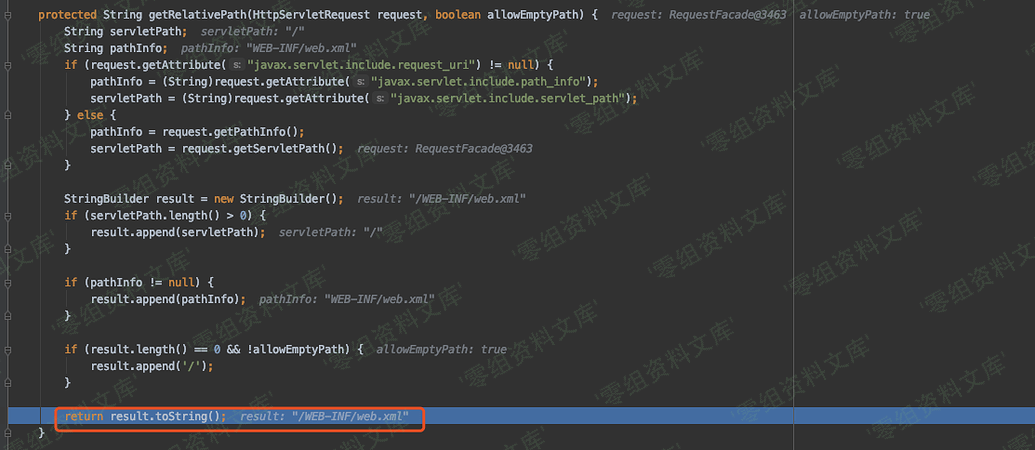 protected String getRelativePath(HttpServletRequest request, boolean allowEmptyPath) { request: RequestFacade@3463 allowEmptyPath: true
String servletPath; servletPath: "/"
String pathInfo; pathInfo: "WEB-INF/web.xml"
if (request.getAttribute( s: "javax.servlet.include.request_uri") != null) {
pathInfo = (String)request.getAttribute( s: "javax.servlet.include.path_info");
servletPath = (String)request.getAttribute( s: "javax.servlet.include.servlet_path");
} else {
pathInfo = request.getPathInfo();
servletPath = request.getServletPath(); request: RequestFacade@3463
}
StringBuilder result = new StringBuilder(); result: "/WEB-INF/web.xml"
if (servletPath.length() > 0) {
result.append(servletPath); servletPath: "/"
}
if (pathInfo != null) {
result.append(pathInfo); pathInfo: "WEB-INF/web.xml"
}
if (result.length() == 0 && !allowEmptyPath) { allowEmptyPath: true
result.append('/');
}
return result.toString(); result: "/WEB-INF/web.xml"
}
'零组资料文库'